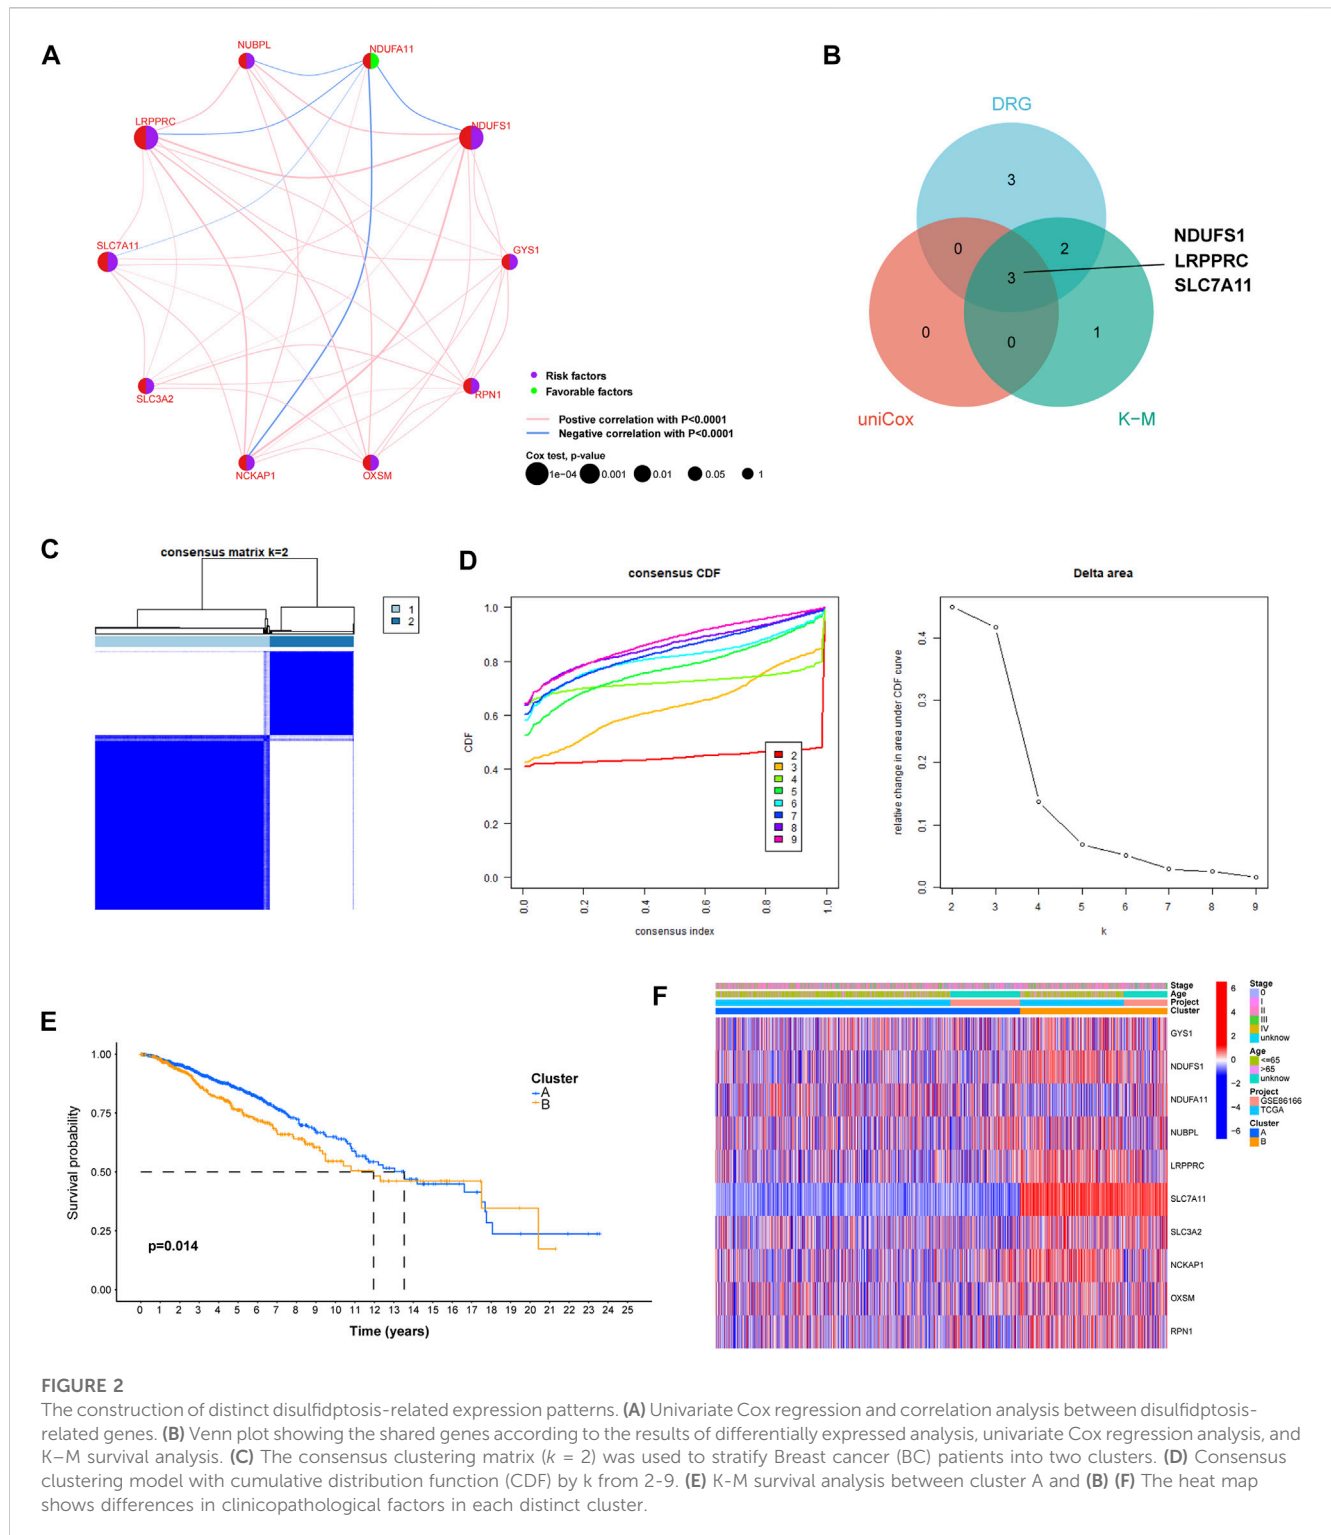 A
NUBPL
NDUFA11
LRPPRC
NDUFS1
SLC7A11
GYS1
SLC3A2
RPN1
NCKAP1
OXSM
Risk factors
Favorable factors
Postive correlation with P<0.0001
Negative correlation with P<0.0001
Cox test, p-value
1e-04 0.001 0.01 0.05 1
B
DRG
3
0 2
3
0 0 1
uniCox K-M
NDUFS1
LRPPRC
SLC7A11
C
consensus matrix k=2
1
2
D
consensus CDF
CDF
1.0
0.8
0.6
0.4
0.2
0.0
0.0 0.2 0.4 0.6 0.8 1.0
consensus index
2
3
4
5
6
7
8
9
Delta area
relative change in area under CDF curve
0.4
0.3
0.2
0.1
0.0
2 3 4 5 6 7 8 9
k
E
Survival probability
1.00
0.75
0.50
0.25
0.00
p=0.014
Cluster
A
B
0 1 2 3 4 5 6 7 8 9 10 11 12 13 14 15 16 17 18 19 20 21 22 23 24 25
Time (years)
F
Stage
Age
Project
Cluster
GYS1
NDUFS1
NDUFA11
NUBPL
LRPPRC
SLC7A11
SLC3A2
NCKAP1
OXSM
RPN1
6
4
2
0
−2
−4
−6
Stage
0
I
II
III
IV
unknow
Age
<=65
>65
unknow
Project
GSE86166
TCGA
Cluster
A
B
FIGURE 2
The construction of distinct disulfidptosis-related expression patterns. (A) Univariate Cox regression and correlation analysis between disulfidptosis-
related genes. (B) Venn plot showing the shared genes according to the results of differentially expressed analysis, univariate Cox regression analysis, and
K–M survival analysis. (C) The consensus clustering matrix (k = 2) was used to stratify Breast cancer (BC) patients into two clusters. (D) Consensus
clustering model with cumulative distribution function (CDF) by k from 2-9. (E) K-M survival analysis between cluster A and (B) (F) The heat map
shows differences in clinicopathological factors in each distinct cluster.